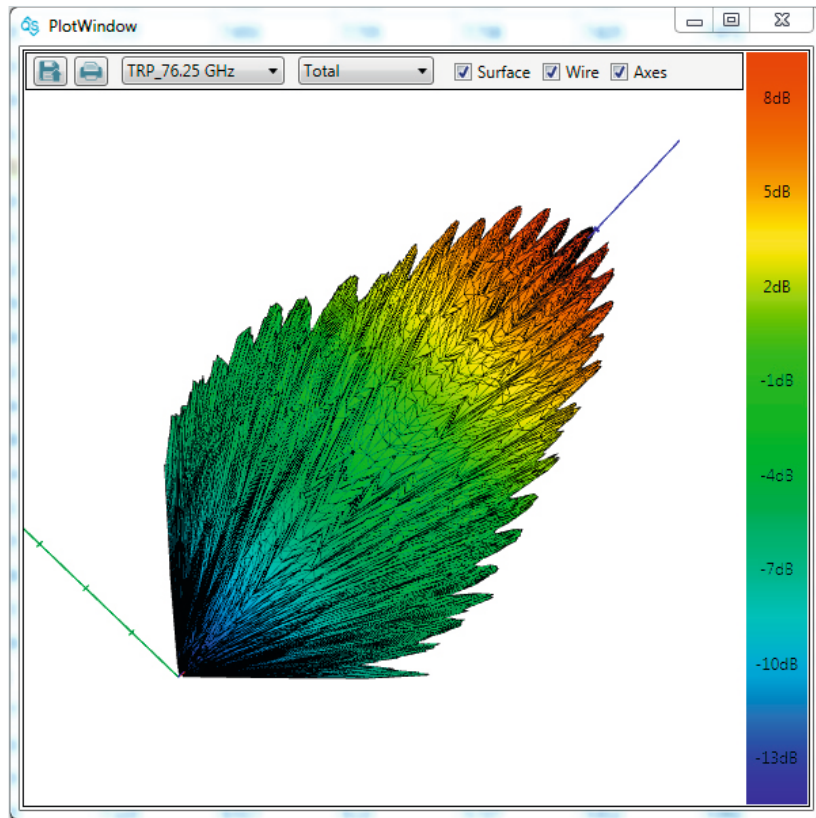 PlotWindow
TRP_76.25 GHz Total Surface Wire Axes
8dB
5dB
2dB
-1dB
-4dB
-7dB
-10dB
-13dB